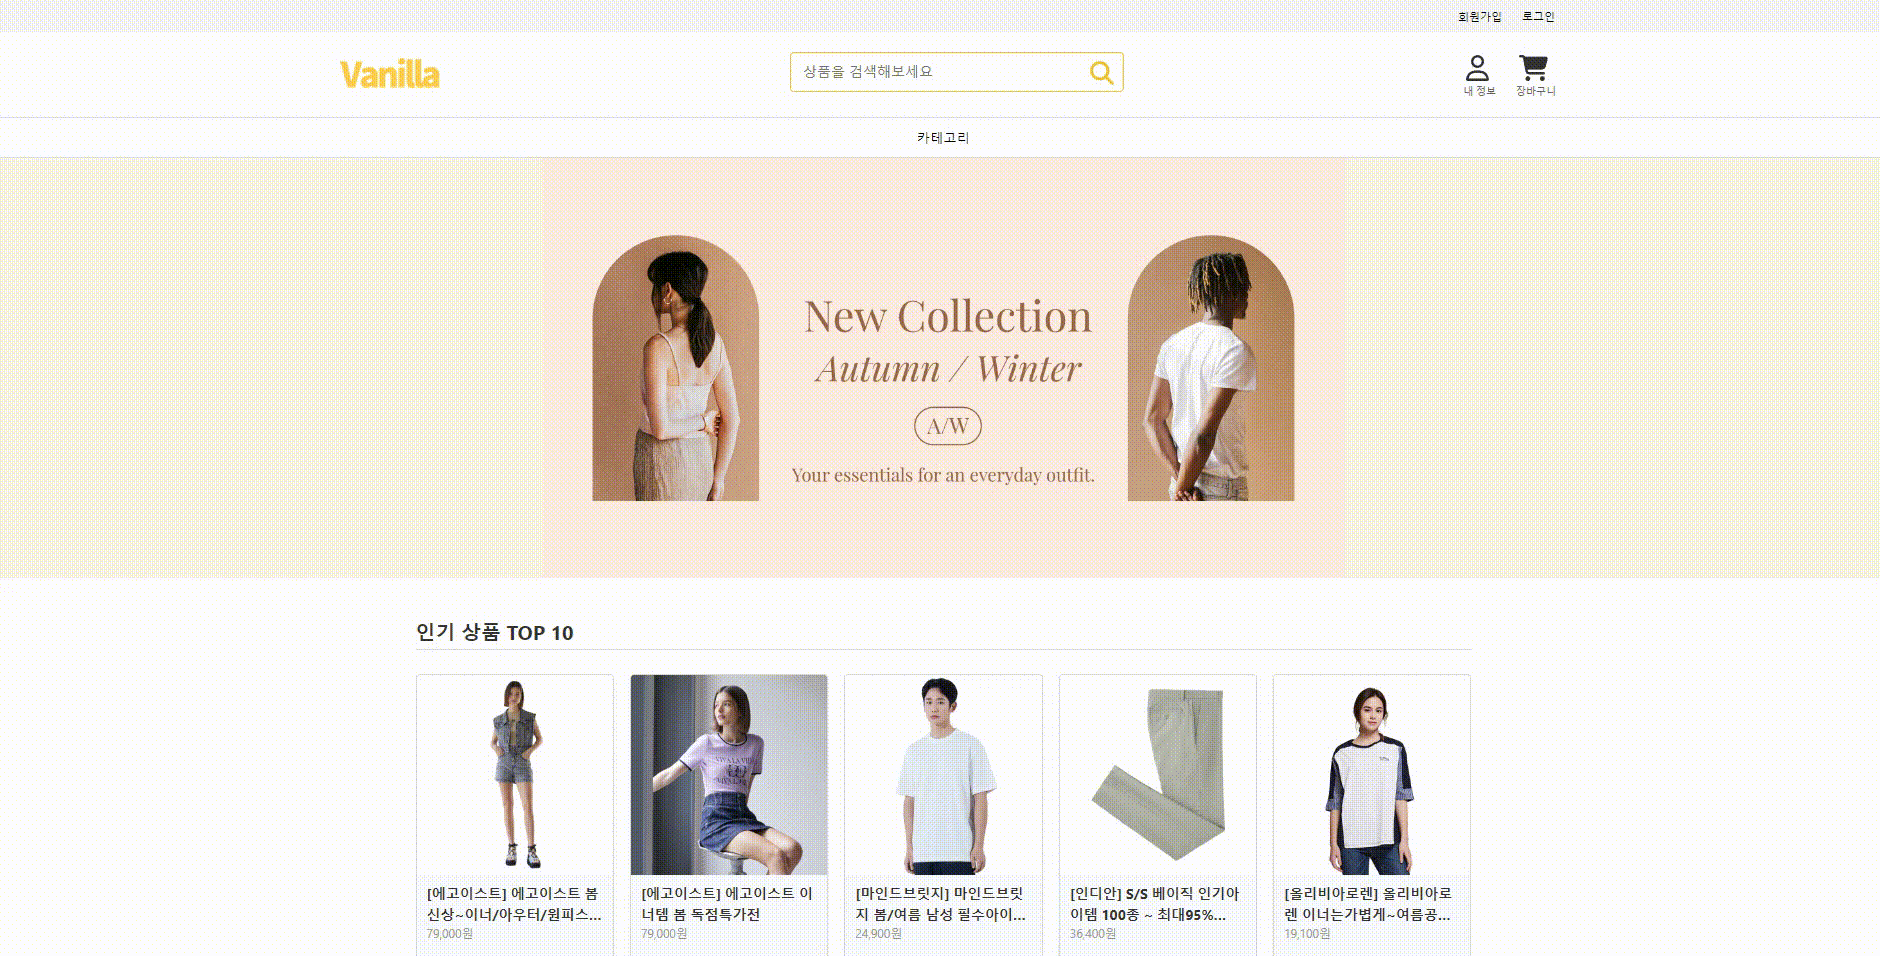 회원가입 로그인
Vanilla
상품을 검색해보세요
내 정보 장바구니
카테고리
New Collection
Autumn / Winter
A/W
Your essentials for an everyday outfit.
인기 상품 TOP 10
[에고이스트] 에고이스트 봄
신상~이너/아우터/원피스...
79,000원
[에고이스트] 에고이스트 이
너템 봄 독점특가전
79,000원
[마인드브릿지] 마인드브릿
지 봄/여름 남성 필수아이...
24,900원
[인디안] S/S 베이직 인기아
이템 100종 ~ 최대95%...
36,400원
[올리비아로렌] 올리비아로
렌 이너는가볍게~여름공...
19,100원